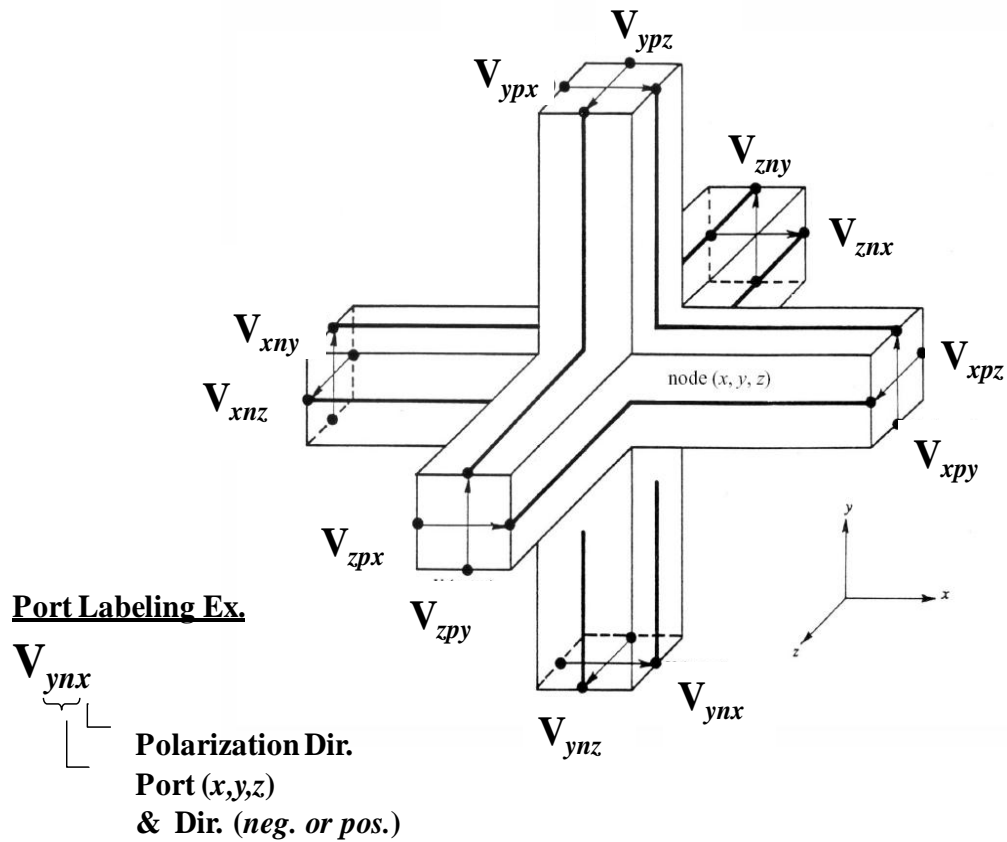 V_ypz
V_ypx
V_zny
V_znx
V_xny
V_xpz
V_xnz
node (x, y, z)
V_xpy
V_zpx
V_zpy
y
x
z
Port Labeling Ex.
V_ynx
V_ynx
V_ynz
Polarization Dir.
Port (x,y,z)
& Dir. (neg. or pos.)